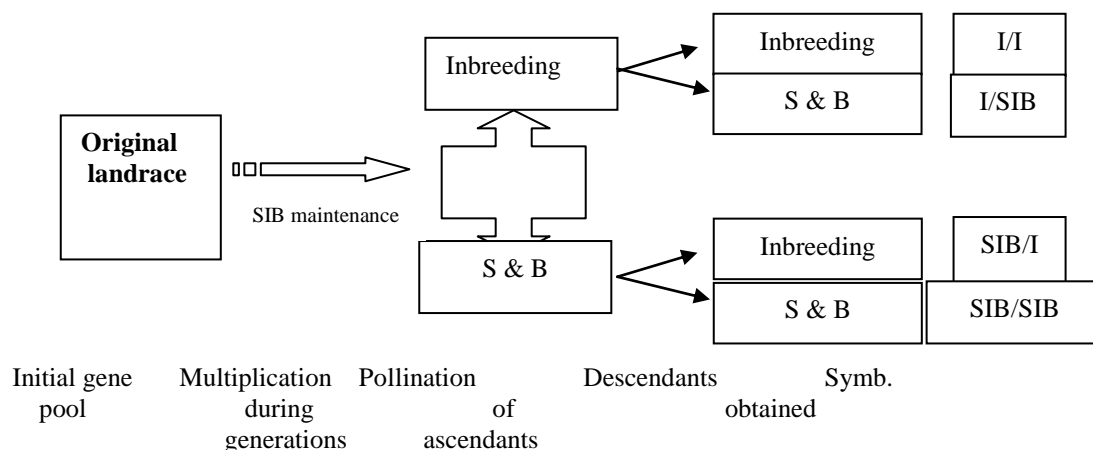 Inbreeding
I/I
Inbreeding
S & B
I/SIB
Original
landrace
SIB maintenance
S & B
Inbreeding
SIB/I
S & B
SIB/SIB
Initial gene Multiplication Pollination Descendants Symb.
pool during of obtained
generations ascendants